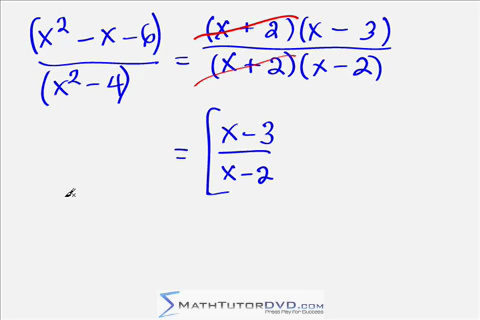 (x² - x - 6) / (x² - 4) = (x + 2)(x - 3) / (x + 2)(x - 2)
= [ x - 3 / x - 2
MATHTUTORDVD.COM
Press Play For Success